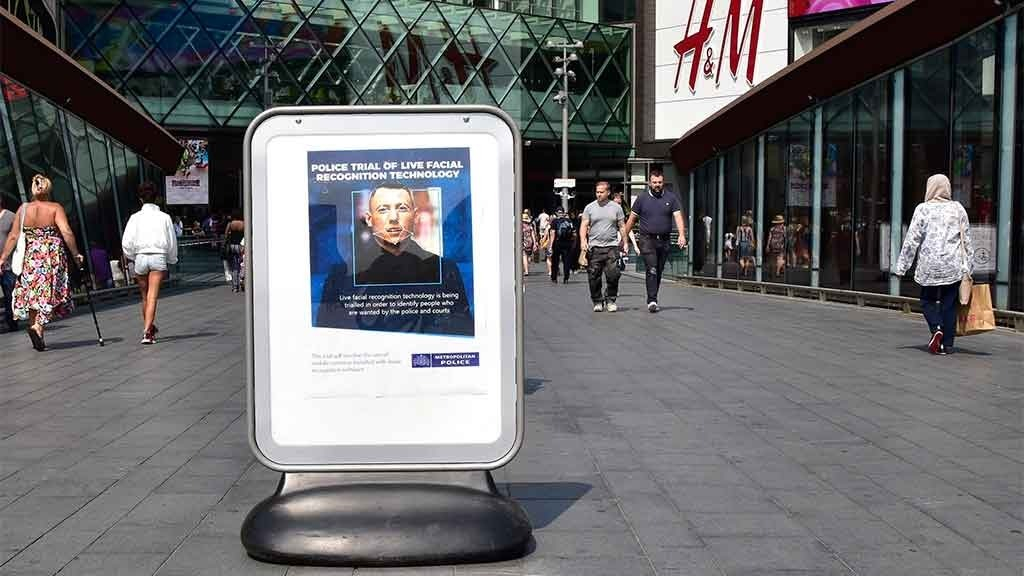 H&M
POLICE TRIAL OF LIVE FACIAL
RECOGNITION TECHNOLOGY
Live facial recognition technology is being
trialled in order to identify people who
are wanted by the police and courts
METROPOLITAN
POLICE